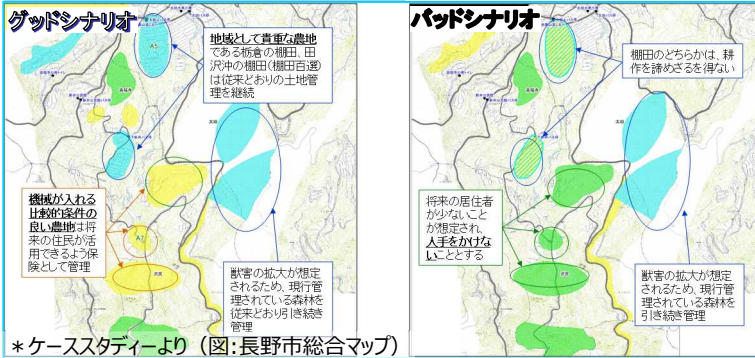 グッドシナリオ
地域として貴重な農地
である栃倉の棚田、田
沢沖の棚田(棚田百選)
は従来どおりの土地管
理を継続
A5
機械が入れる
比較的条件の
良い農地は将
来の住民が活
用できるよう保
険として管理
A7
獣害の拡大が想定
されるため、現行管
理されている森林を
従来どおり引き続き
管理
*ケーススタディーより(図:長野市総合マップ)
バッドシナリオ
棚田のどちらかは、耕
作を諦めざるを得ない
将来の居住者
が少ないこと
が想定され、
人手をかけな
いこととする
獣害の拡大が想定
されるため、現行管
理されている森林を
引き続き管理